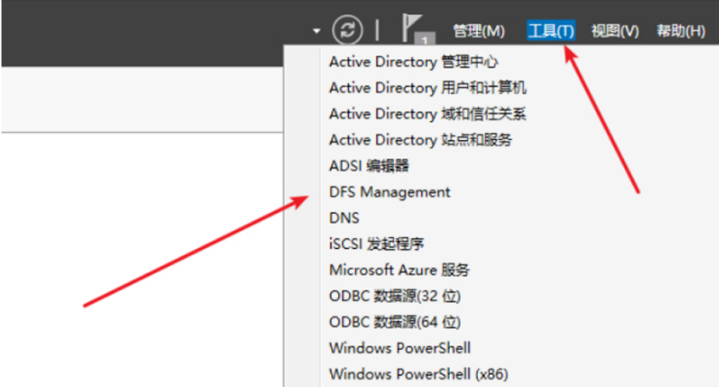 管理(M) 工具(T) 视图(V) 帮助(H)
1
Active Directory 管理中心
Active Directory 用户和计算机
Active Directory 域和信任关系
Active Directory 站点和服务
ADSI 编辑器
DFS Management
DNS
iSCSI 发起程序
Microsoft Azure 服务
ODBC 数据源(32 位)
ODBC 数据源(64 位)
Windows PowerShell
Windows PowerShell (x86)